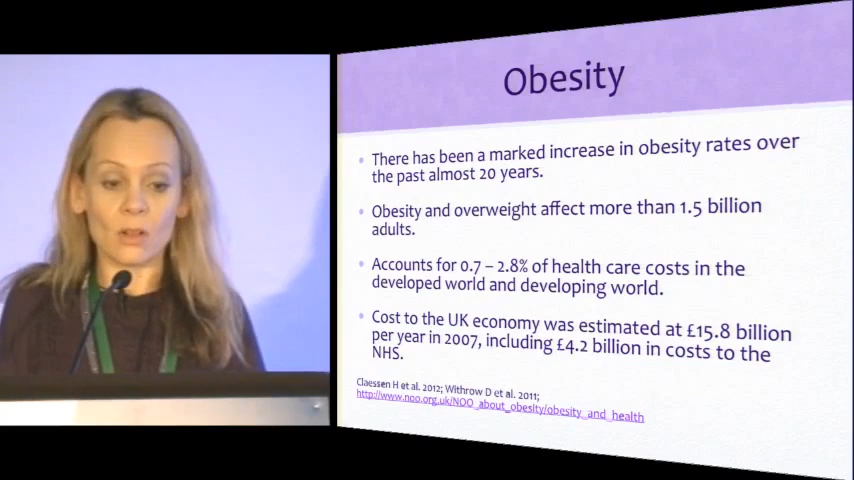 Obesity
There has been a marked increase in obesity rates over
the past almost 20 years.
Obesity and overweight affect more than 1.5 billion
adults.
Accounts for 0.7 – 2.8% of health care costs in the
developed world and developing world.
Cost to the UK economy was estimated at £15.8 billion
per year in 2007, including £4.2 billion in costs to the
NHS.
Claessen H et al. 2012; Withrow D et al. 2011;
http://www.noo.org.uk/NOO_about_obesity/obesity_and_health